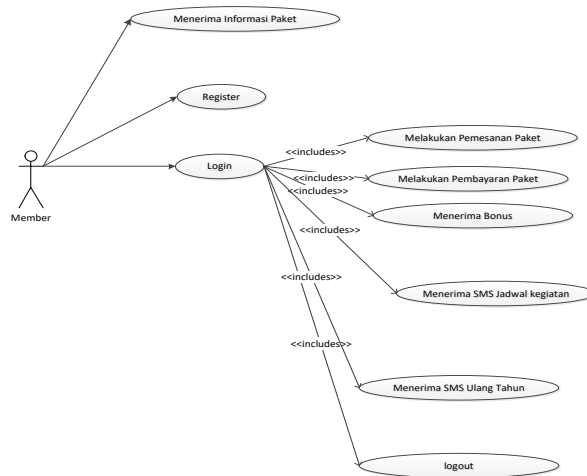 Menerima Informasi Paket
Register
Login
Member
<<includes>>
Melakukan Pemesanan Paket
<<includes>>
Melakukan Pembayaran Paket
<<includes>>
Menerima Bonus
<<includes>>
Menerima SMS Jadwal kegiatan
<<includes>>
Menerima SMS Ulang Tahun
<<includes>>
logout